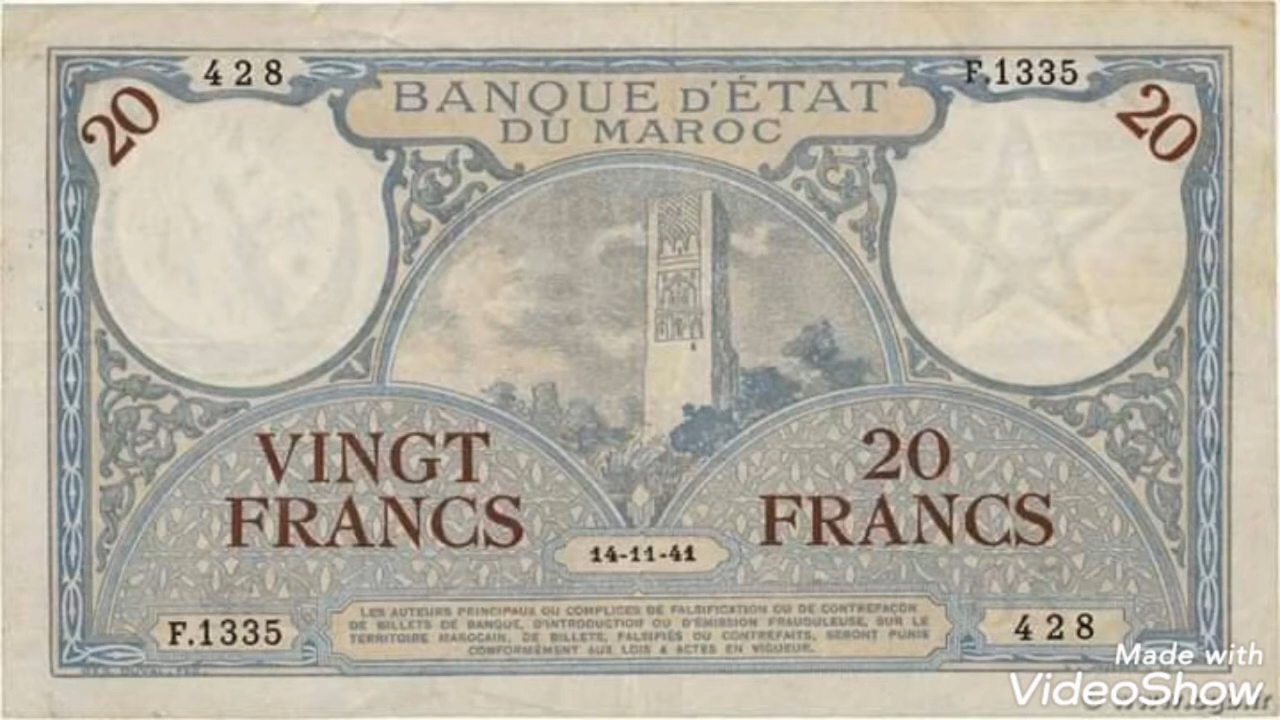 428
F.1335
20
20
BANQUE D'ÉTAT
DU MAROC
VINGT
FRANCS
20
FRANCS
14-11-41
LES AUTEURS PRINCIPAUX OU COMPLICES DE FALSIFICATION OU DE CONTREFACON
DE BILLETS DE BANQUE, D'INTRODUCTION OU D'ÉMISSION FRAUDULEUSE, SUR LE
TERRITOIRE MAROCAIN, DE BILLETS, FALSIFIÉS OU CONTREFAITS, SERONT PUNIS
CONFORMÉMENT AUX LOIS & ACTES EN VIGUEUR.
F.1335
428
Made with
VideoShow